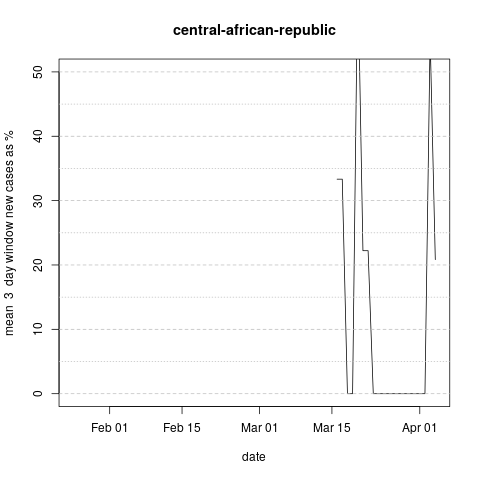 central-african-republic
mean 3 day window new cases as %
50
40
30
20
10
0
Feb 01 Feb 15 Mar 01 Mar 15 Apr 01
date